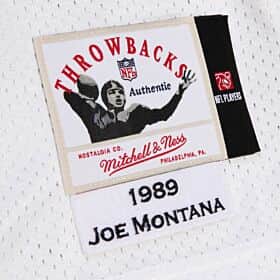 THROWBACKS
NFL
Authentic
NOSTALGIA CO.
Mitchell & Ness
PHILADELPHIA, PA.
NFL PLAYERS
1989
JOE MONTANA